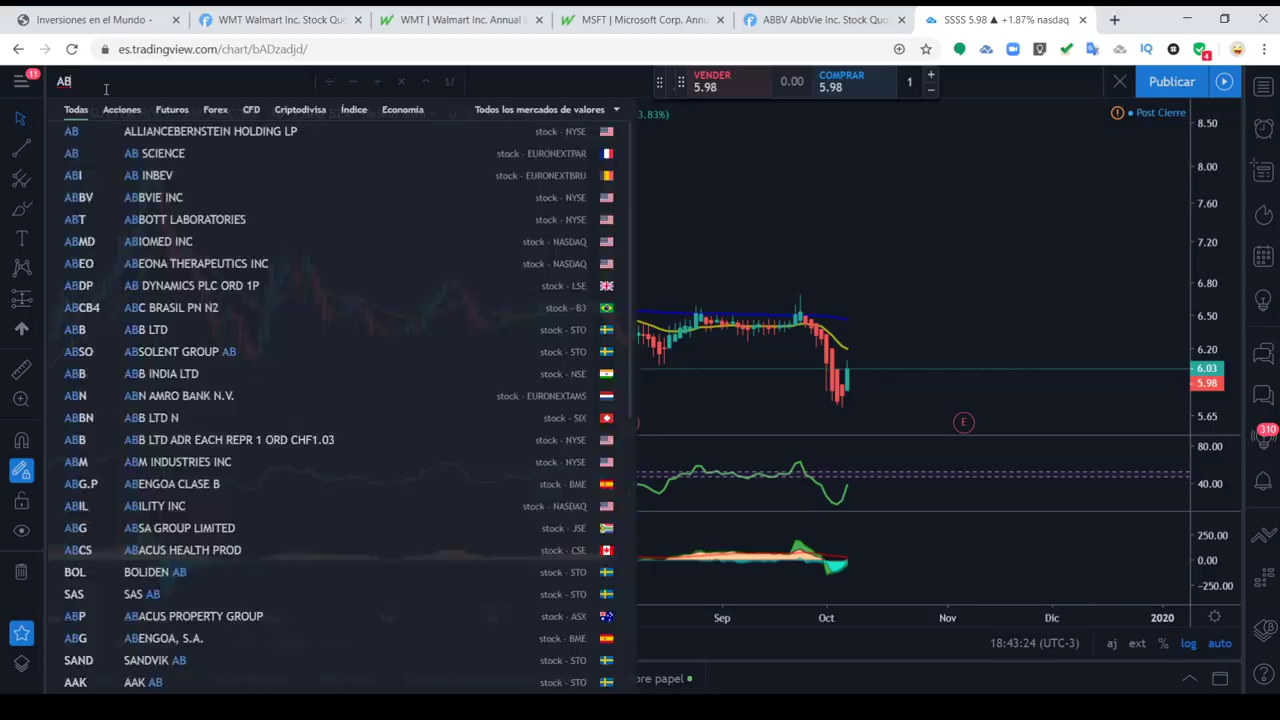 Inversiones en el Mundo -
WMT Walmart Inc. Stock Quo
WMT | Walmart Inc. Annual
MSFT | Microsoft Corp. Annu
ABBV AbbVie Inc. Stock Quo
SSSS 5.98 ▲ +1.87% nasdaq
es.tradingview.com/chart/bADzadjd/
11
AB
1/
VENDER
5.98
0.00
COMPRAR
5.98
1
Publicar
Todas Acciones Futuros Forex CFD Criptodivisa Índice Economía Todos los mercados de valores
3.83%)
Post Cierre
AB ALLIANCEBERNSTEIN HOLDING LP stock - NYSE
AB AB SCIENCE stock - EURONEXTPAR
ABI AB INBEV stock - EURONEXTBRU
ABBV ABBVIE INC stock - NYSE
ABT ABBOTT LABORATORIES stock - NYSE
ABMD ABIOMED INC stock - NASDAQ
ABEO ABEONA THERAPEUTICS INC stock - NASDAQ
ABDP AB DYNAMICS PLC ORD 1P stock - LSE
ABCB4 ABC BRASIL PN N2 stock - B3
ABB ABB LTD stock - STO
ABSO ABSOLENT GROUP AB stock - STO
ABB ABB INDIA LTD stock - NSE
ABN ABN AMRO BANK N.V. stock - EURONEXTAMS
ABBN ABB LTD N stock - SIX
ABB ABB LTD ADR EACH REPR 1 ORD CHF1.03 stock - NYSE
ABM ABM INDUSTRIES INC stock - NYSE
ABG.P ABENGOA CLASE B stock - BME
ABIL ABILITY INC stock - NASDAQ
ABG ABSA GROUP LIMITED stock - JSE
ABCS ABACUS HEALTH PROD stock - CSE
BOL BOLIDEN AB stock - STO
SAS SAS AB stock - STO
ABP ABACUS PROPERTY GROUP stock - ASX
ABG ABENGOA, S.A. stock - BME
SAND SANDVIK AB stock - STO
AAK AAK AB stock - STO
8.50
8.00
7.60
7.20
6.80
6.50
6.20
6.03
5.98
5.65
E
80.00
40.00
250.00
0.00
-250.00
Sep Oct Nov Dic 2020
18:43:24 (UTC-3) aj ext % log auto
ore papel
310
IQ
4